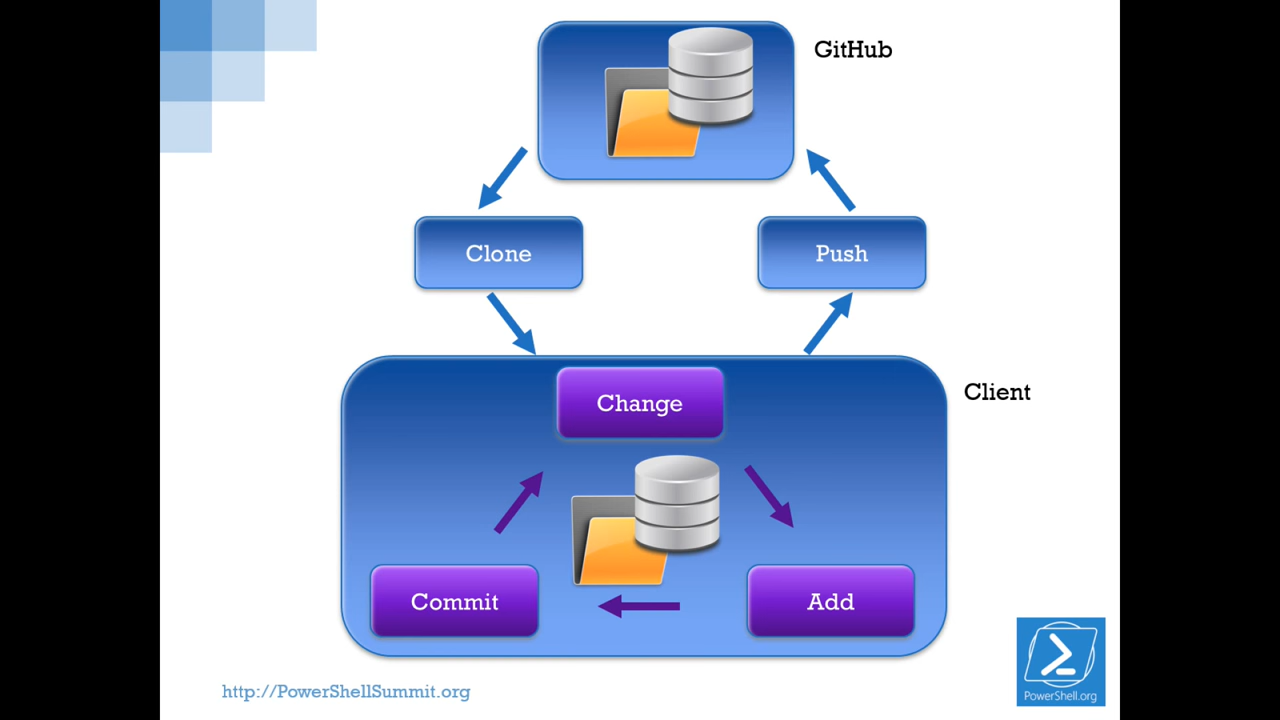 GitHub
Clone
Push
Client
Change
Commit
Add
http://PowerShellSummit.org
PowerShell.org